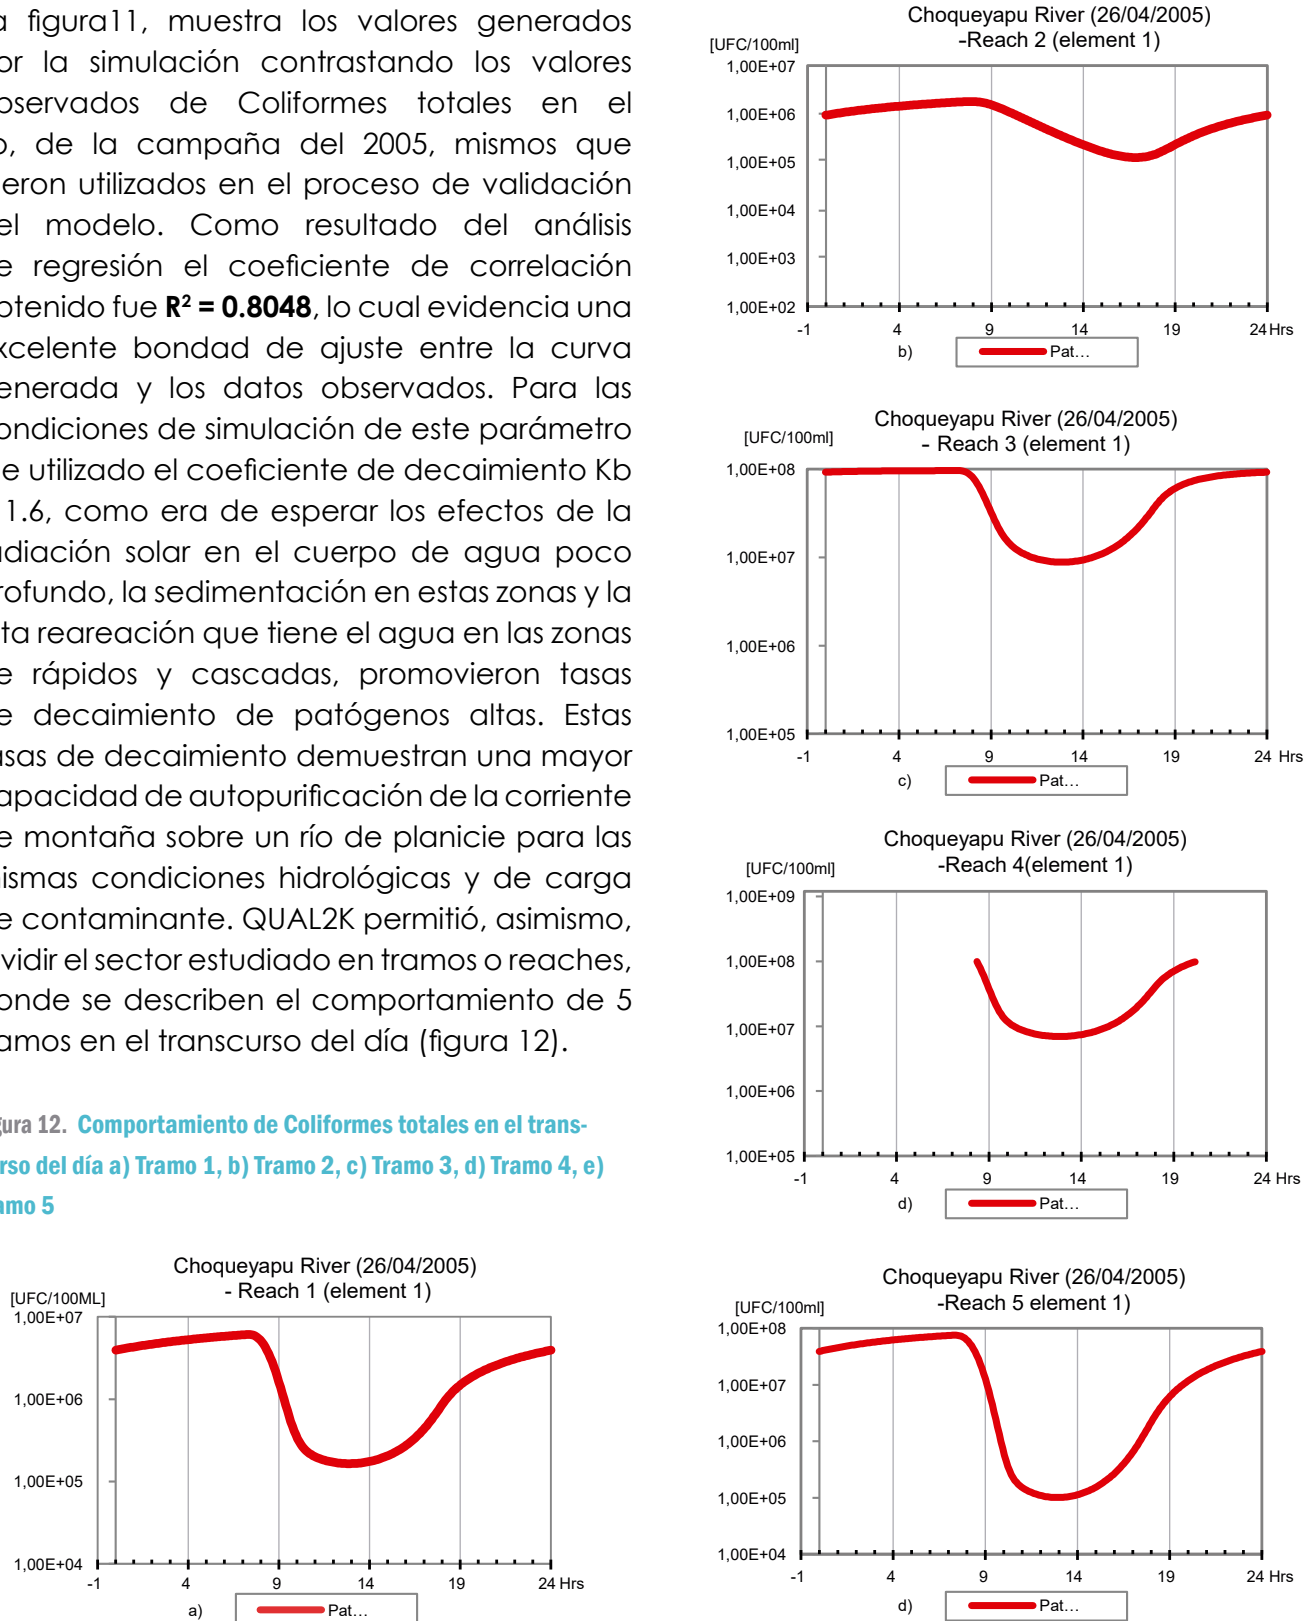 a figura11, muestra los valores generados
or la simulación contrastando los valores
bservados de Coliformes totales en el
o, de la campaña del 2005, mismos que
eron utilizados en el proceso de validación
el modelo. Como resultado del análisis
e regresión el coeficiente de correlación
btenido fue R² = 0.8048, lo cual evidencia una
xcelente bondad de ajuste entre la curva
enerada y los datos observados. Para las
ondiciones de simulación de este parámetro
e utilizado el coeficiente de decaimiento Kb
1.6, como era de esperar los efectos de la
adiación solar en el cuerpo de agua poco
rofundo, la sedimentación en estas zonas y la
ta reareación que tiene el agua en las zonas
e rápidos y cascadas, promovieron tasas
e decaimiento de patógenos altas. Estas
asas de decaimiento demuestran una mayor
apacidad de autopurificación de la corriente
e montaña sobre un río de planicie para las
ismas condiciones hidrológicas y de carga
e contaminante. QUAL2K permitió, asimismo,
vidir el sector estudiado en tramos o reaches,
onde se describen el comportamiento de 5
amos en el transcurso del día (figura 12).
gura 12. Comportamiento de Coliformes totales en el trans-
rso del día a) Tramo 1, b) Tramo 2, c) Tramo 3, d) Tramo 4, e)
amo 5
Choqueyapu River (26/04/2005)
- Reach 1 (element 1)
[UFC/100ML]
1,00E+07
1,00E+06
1,00E+05
1,00E+04
-1 4 9 14 19 24 Hrs
a) Pat...
Choqueyapu River (26/04/2005)
-Reach 2 (element 1)
[UFC/100ml]
1,00E+07
1,00E+06
1,00E+05
1,00E+04
1,00E+03
1,00E+02
-1 4 9 14 19 24 Hrs
b) Pat...
Choqueyapu River (26/04/2005)
- Reach 3 (element 1)
[UFC/100ml]
1,00E+08
1,00E+07
1,00E+06
1,00E+05
-1 4 9 14 19 24 Hrs
c) Pat...
Choqueyapu River (26/04/2005)
-Reach 4(element 1)
[UFC/100ml]
1,00E+09
1,00E+08
1,00E+07
1,00E+06
1,00E+05
-1 4 9 14 19 24 Hrs
d) Pat...
Choqueyapu River (26/04/2005)
-Reach 5 element 1)
[UFC/100ml]
1,00E+08
1,00E+07
1,00E+06
1,00E+05
1,00E+04
-1 4 9 14 19 24 Hrs
d) Pat...